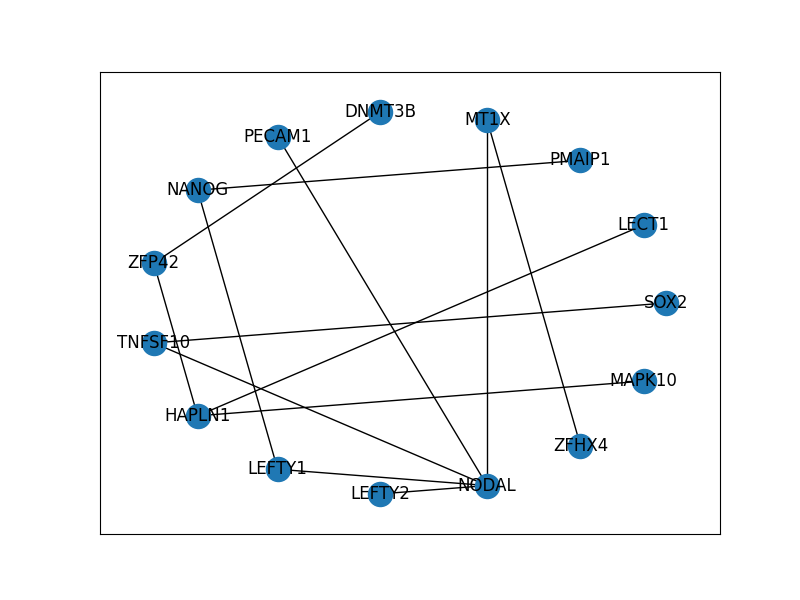 DNMT3B
MT1X
PECAM1
PMAIP1
NANOG
LECT1
ZFP42
SOX2
TNFSF10
MAPK10
HAPLN1
ZFHX4
LEFTY1
NODAL
LEFTY2